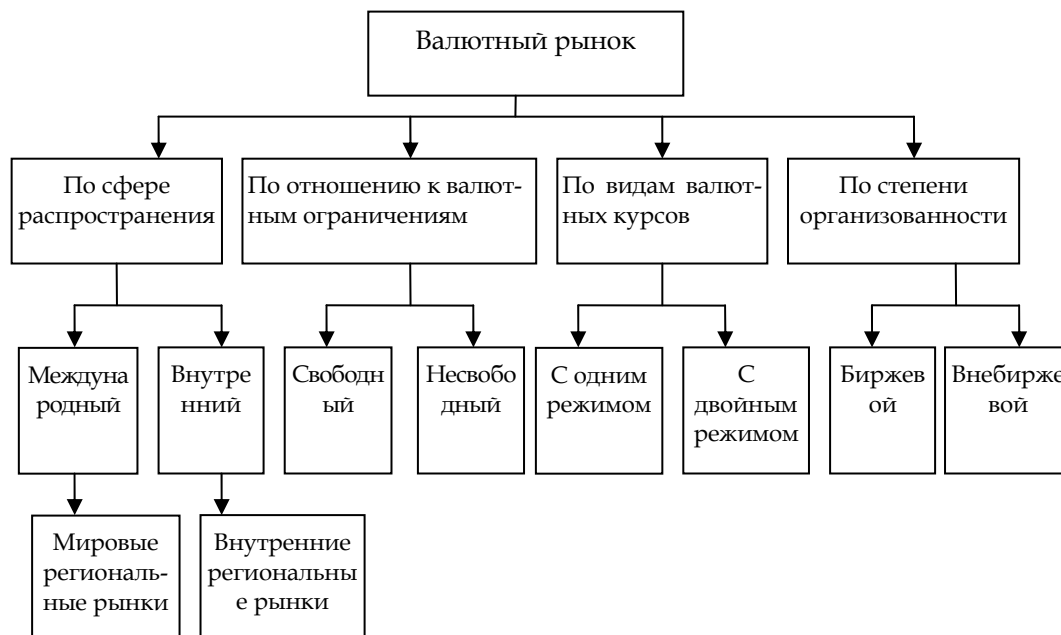 Валютный рынок
По сфере
распространения
По отношению к валют-
ным ограничениям
По видам валют-
ных курсов
По степени
организованности
Междуна
родный
Внутре
нний
Свободн
ый
Несвобо
дный
С одним
режимом
С
двойным
режимом
Биржев
ой
Внебирже
вой
Мировые
региональ-
ные рынки
Внутренние
региональны
е рынки